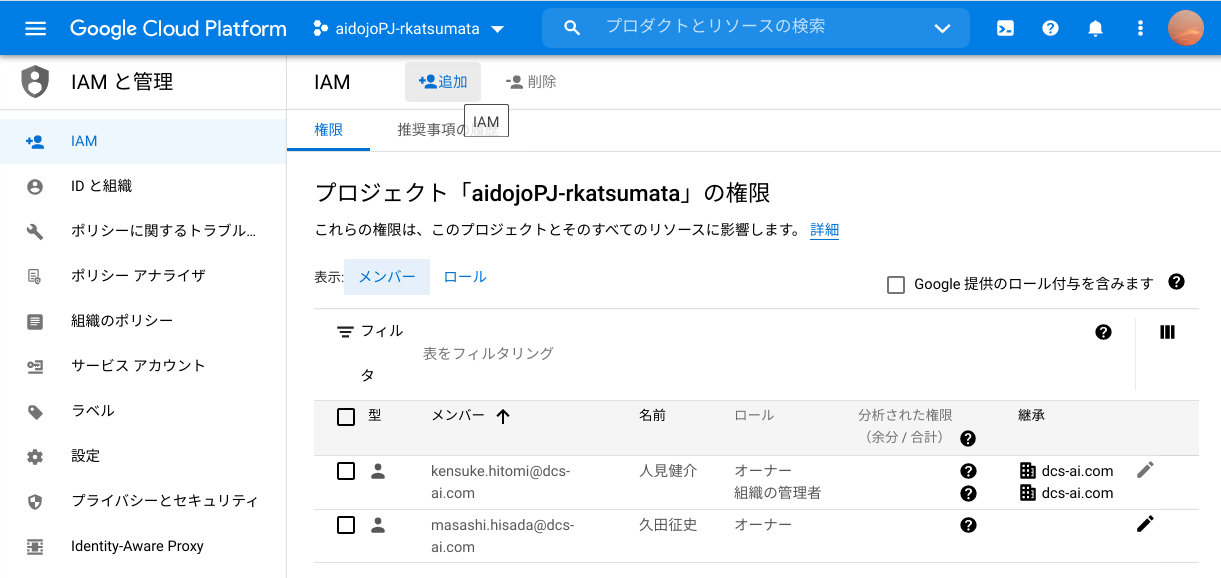 Google Cloud Platform
aidojoPJ-rkatsumata
プロダクトとリソースの検索
IAM と管理
IAM
ID と組織
ポリシーに関するトラブル...
ポリシー アナライザ
組織のポリシー
サービス アカウント
ラベル
設定
プライバシーとセキュリティ
Identity-Aware Proxy
IAM
追加
削除
IAM
権限
推奨事項の履歴
プロジェクト「aidojoPJ-rkatsumata」の権限
これらの権限は、このプロジェクトとそのすべてのリソースに影響します。 詳細
表示: メンバー ロール
Google 提供のロール付与を含みます
フィル
タ
表をフィルタリング
型 メンバー 名前 ロール 分析された権限 継承
（余分 / 合計）
kensuke.hitomi@dcs- 人見健介 オーナー dcs-ai.com
ai.com 組織の管理者 dcs-ai.com
masashi.hisada@dcs- 久田征史 オーナー
ai.com